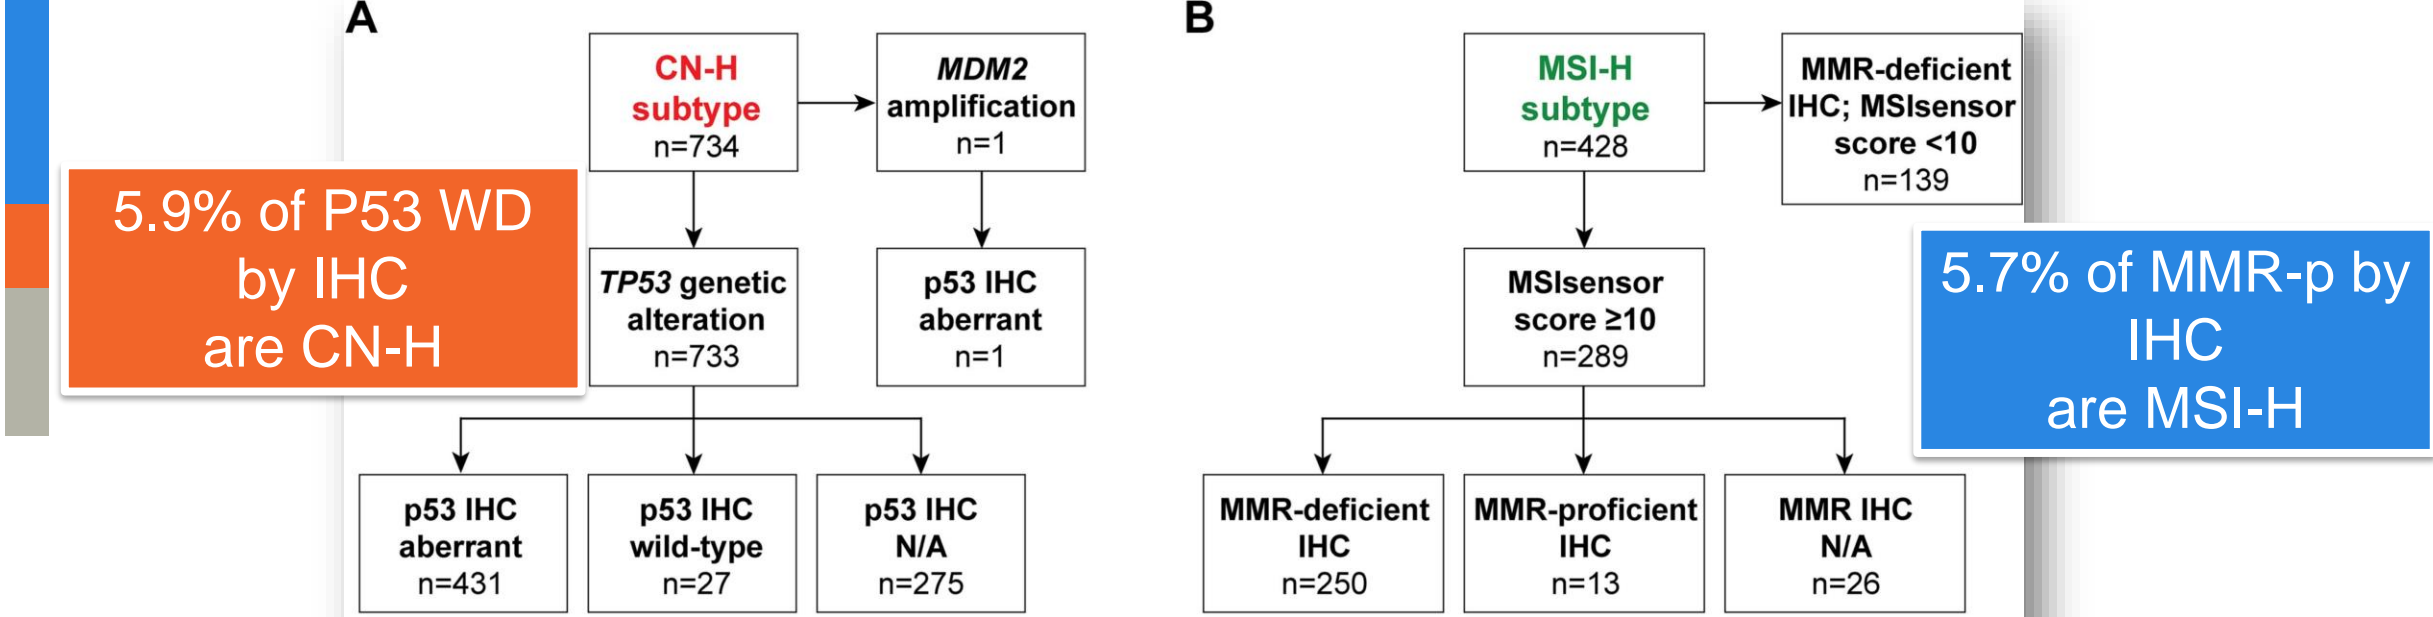 A
CN-H
subtype
n=734
MDM2
amplification
n=1
5.9% of P53 WD
by IHC
are CN-H
TP53 genetic
alteration
n=733
p53 IHC
aberrant
n=1
p53 IHC
aberrant
n=431
p53 IHC
wild-type
n=27
p53 IHC
N/A
n=275
B
MSI-H
subtype
n=428
MMR-deficient
IHC; MSIsensor
score <10
n=139
MSIsensor
score ≥10
n=289
5.7% of MMR-p by
IHC
are MSI-H
MMR-deficient
IHC
n=250
MMR-proficient
IHC
n=13
MMR IHC
N/A
n=26